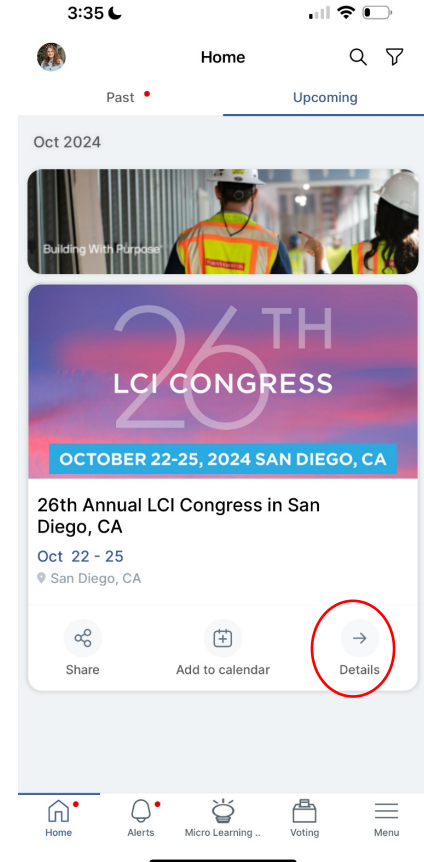 3:35
Home
Past
Upcoming
Oct 2024
Building With Purpose®
26TH
LCI CONGRESS
OCTOBER 22-25, 2024 SAN DIEGO, CA
26th Annual LCI Congress in San
Diego, CA
Oct 22 - 25
San Diego, CA
Share
Add to calendar
Details
Home
Alerts
Micro Learning ..
Voting
Menu